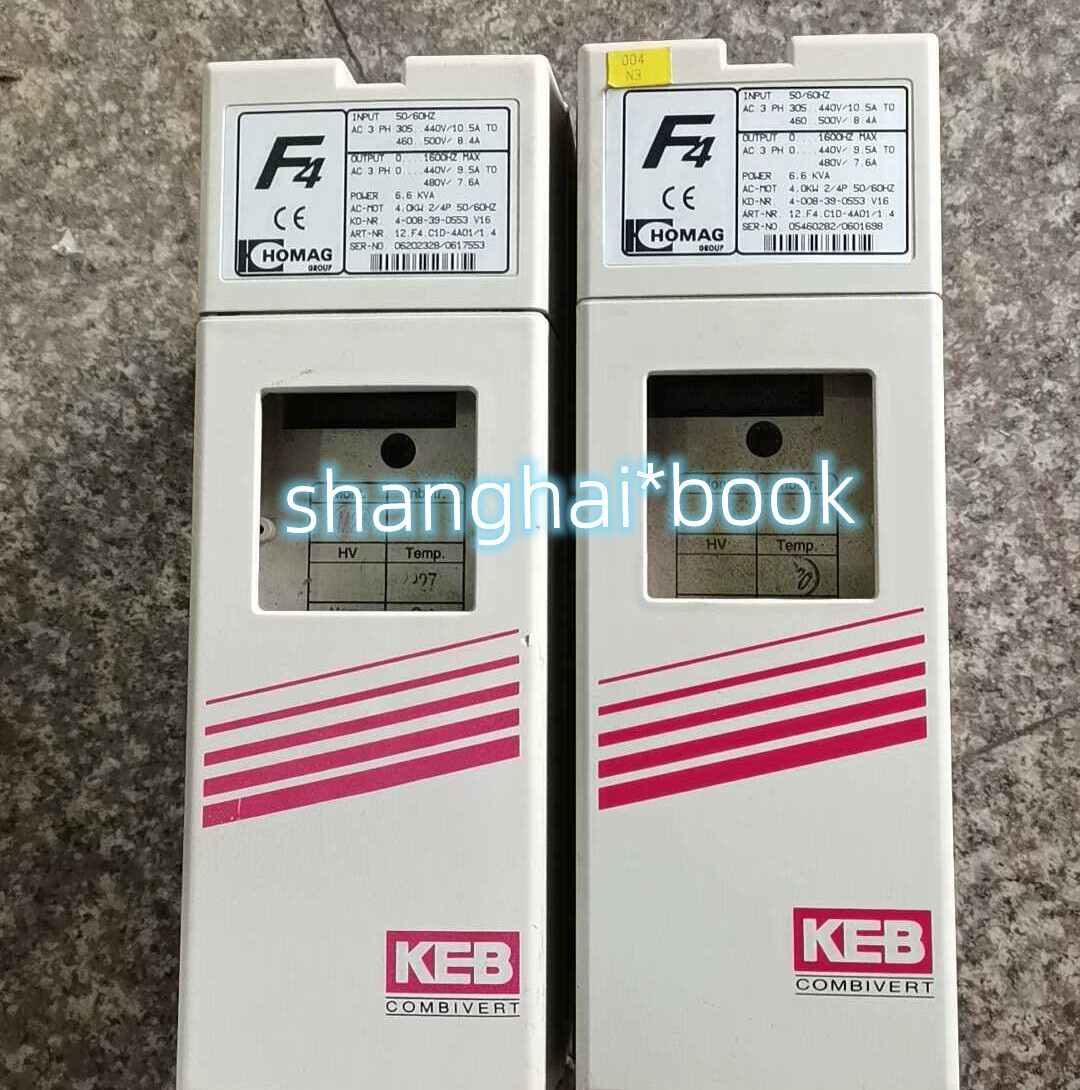 F4
CE
HOMAG
GROUP
INPUT 50/60HZ
AC 3 PH 305..440V/10.5A TO
460..500V/ 8.4A
OUTPUT 0....1600HZ MAX
AC 3 PH 0....440V/ 9.5A TO
480V/ 7.6A
POWER 6.6 KVA
AC-MOT 4.0KW 2/4P 50/60HZ
KD-NR. 4-008-39-0553 V16
ART-NR. 12.F4.C1D-4A01/1.4
SER-NO. 06202328/0617553
HV Temp.
KEB
COMBIVERT
004
N3
F4
CE
HOMAG
GROUP
INPUT 50/60HZ
AC 3 PH 305..440V/10.5A TO
460..500V/ 8.4A
OUTPUT 0....1600HZ MAX
AC 3 PH 0....440V/ 9.5A TO
480V/ 7.6A
POWER 6.6 KVA
AC-MOT 4.0KW 2/4P 50/60HZ
KD-NR. 4-008-39-0553 V16
ART-NR. 12.F4.C1D-4A01/1.4
SER-NO. 05460282/0601698
HV Temp.
KEB
COMBIVERT
shanghai*book